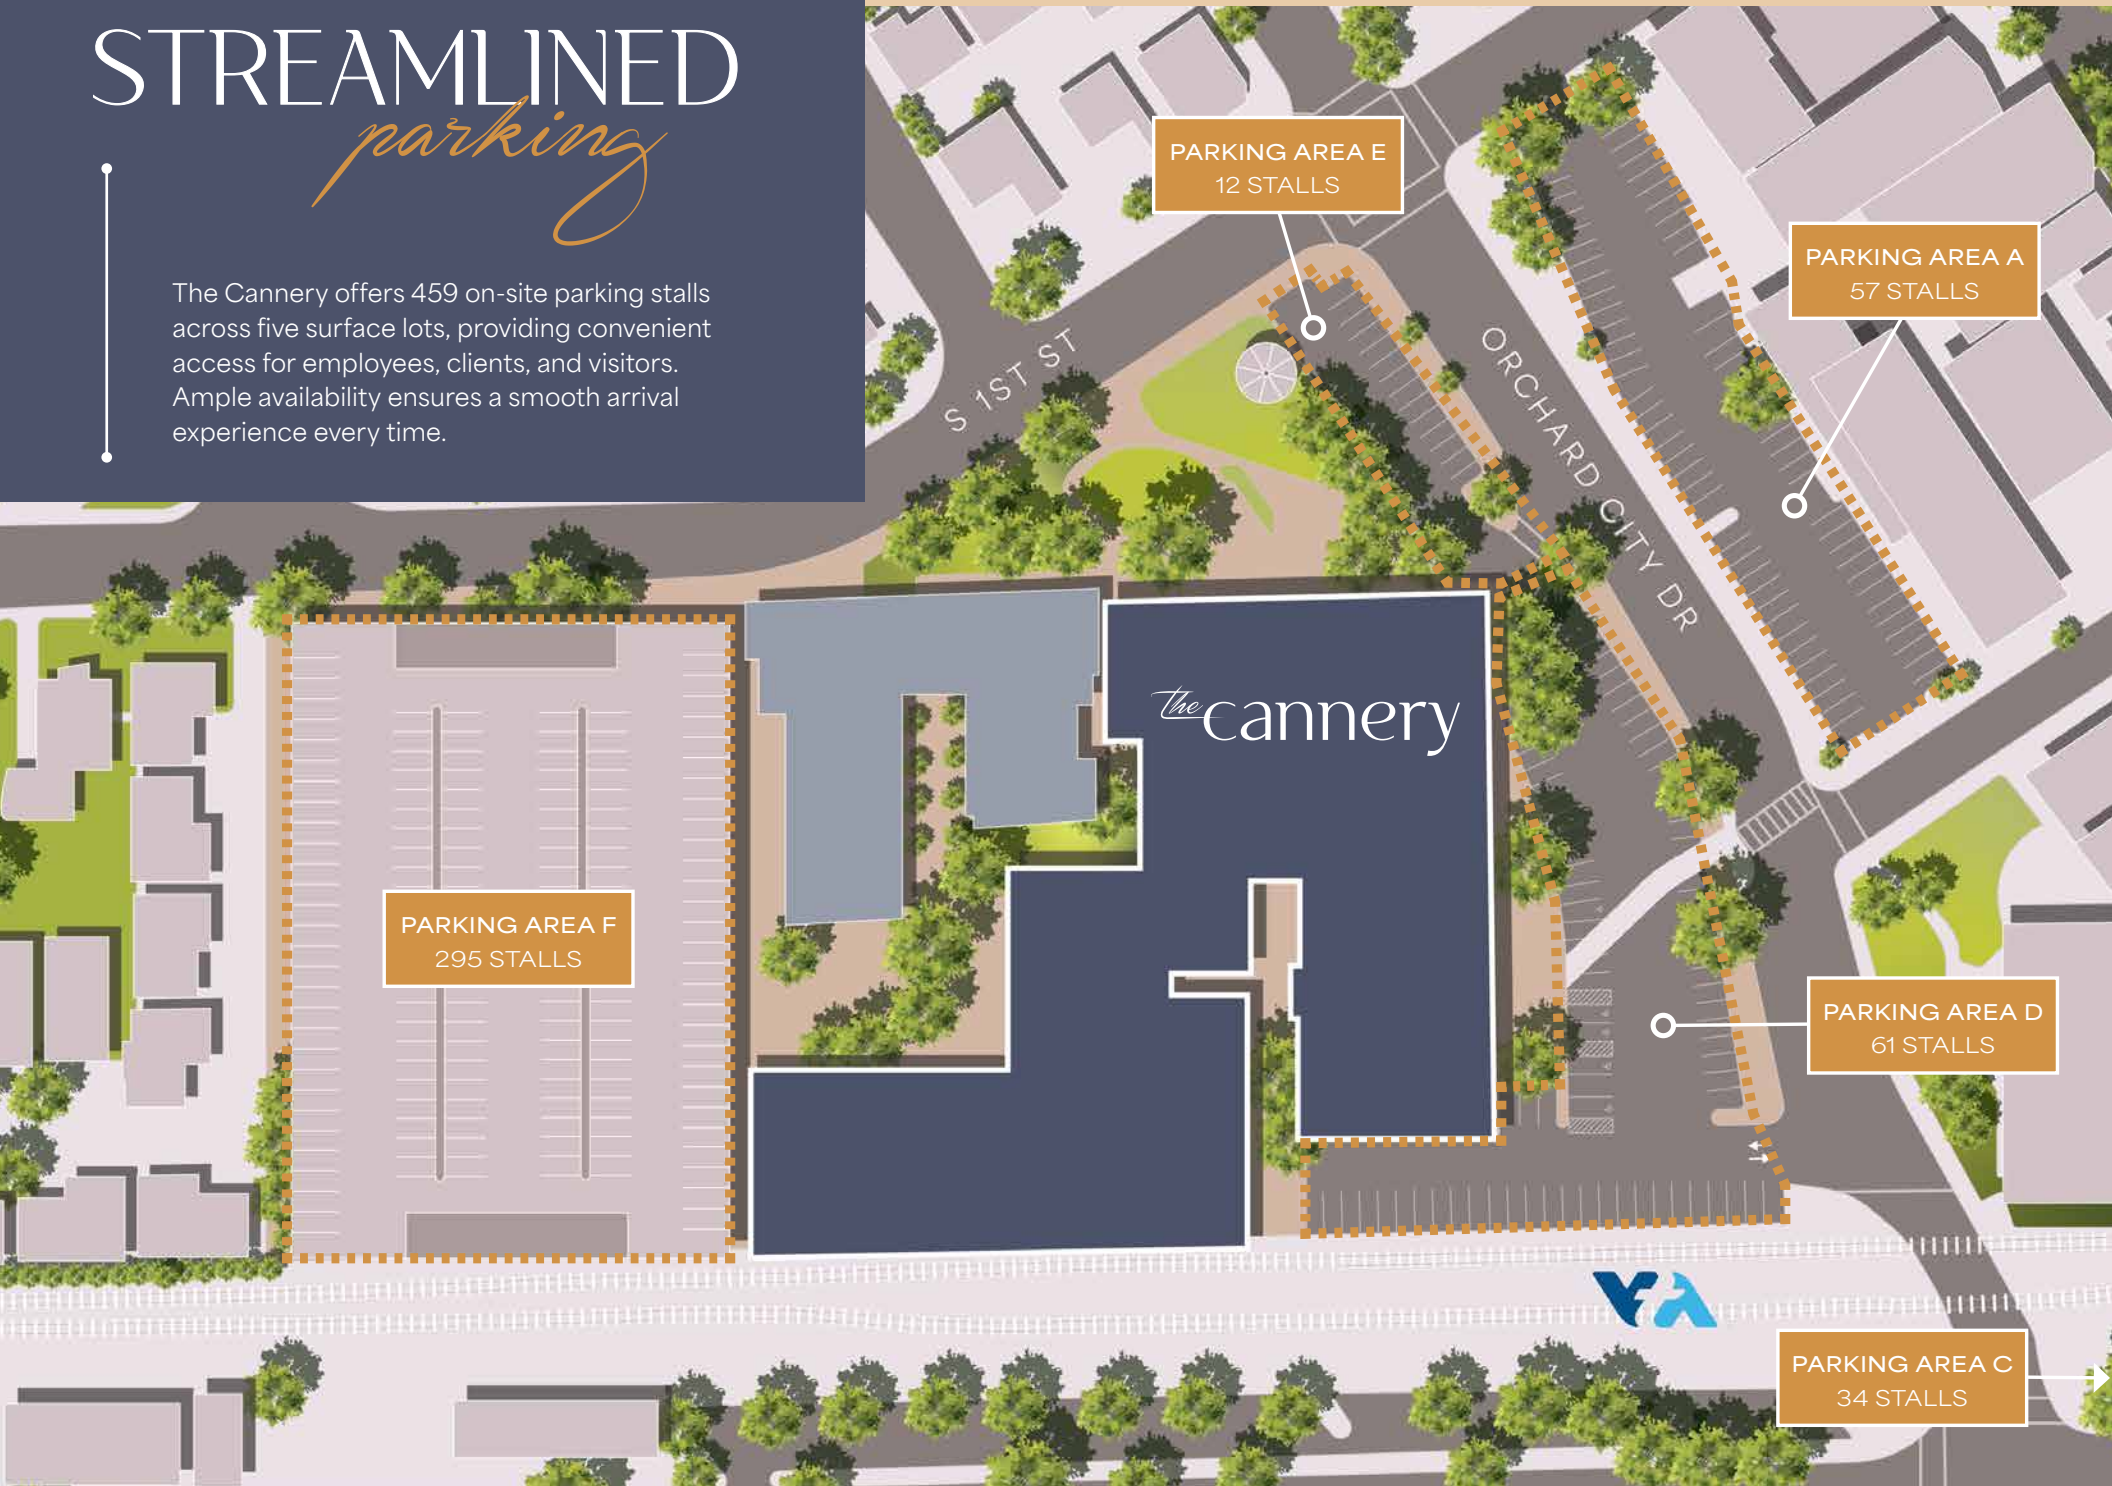 STREAMLINED
parking
The Cannery offers 459 on-site parking stalls
across five surface lots, providing convenient
access for employees, clients, and visitors.
Ample availability ensures a smooth arrival
experience every time.
PARKING AREA E
12 STALLS
PARKING AREA A
57 STALLS
S 1ST ST
ORCHARD CITY DR
the cannery
PARKING AREA F
295 STALLS
PARKING AREA D
61 STALLS
VTA
PARKING AREA C
34 STALLS